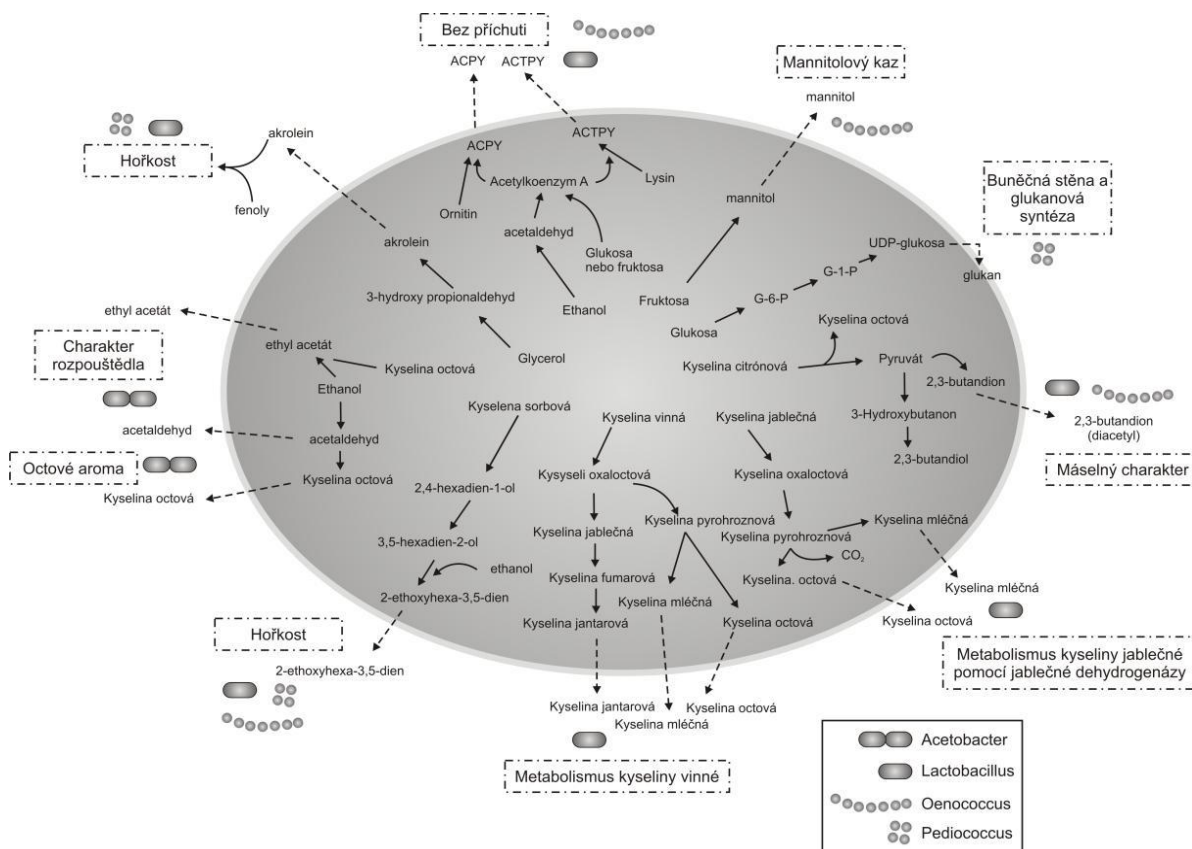 Bez příchuti
ACPY
ACTPY
Mannitolový kaz
mannitol
akrolein
Hořkost
fenoly
ACPY
ACTPY
Acetylkoenzym A
Lysin
Ornitin
mannitol
Buněčná stěna a
glukanová
syntéza
acetaldehyd
akrolein
Glukosa
nebo fruktosa
UDP-glukosa
G-1-P
glukan
3-hydroxy propionaldehyd
Ethanol
Fruktosa
G-6-P
ethyl acetát
Glukosa
Kyselina octová
Charakter
rozpouštědla
ethyl acetát
Glycerol
Kyselina octová
Kyselina citrónová
Pyruvát
Ethanol
2,3-butandion
Kyselena sorbová
Kyselina vinná
Kyselina jablečná
3-Hydroxybutanon
2,3-butandion
(diacetyl)
acetaldehyd
acetaldehyd
2,3-butandiol
Máselný charakter
Octové aroma
Kyselina octová
Kyselina octová
2,4-hexadien-1-ol
Kysyseli oxaloctová
Kyselina oxaloctová
3,5-hexadien-2-ol
Kyselina jablečná
Kyselina pyrohroznová
Kyselina pyrohroznová
Kyselina mléčná
CO2
ethanol
Kyselina fumarová
Kyselina. octová
Kyselina mléčná
2-ethoxyhexa-3,5-dien
Kyselina mléčná
Kyselina jantarová
Kyselina octová
Kyselina octová
Hořkost
2-ethoxyhexa-3,5-dien
Metabolismus kyseliny jablečné
pomocí jablečné dehydrogenázy
Kyselina jantarová
Kyselina octová
Kyselina mléčná
Metabolismus kyseliny vinné
Acetobacter
Lactobacillus
Oenococcus
Pediococcus